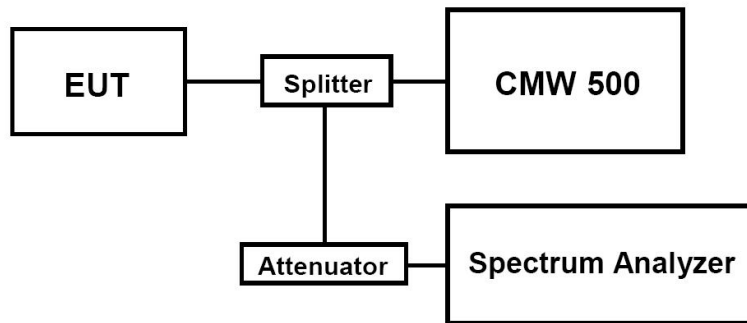 EUT
Splitter
CMW 500
Attenuator
Spectrum Analyzer